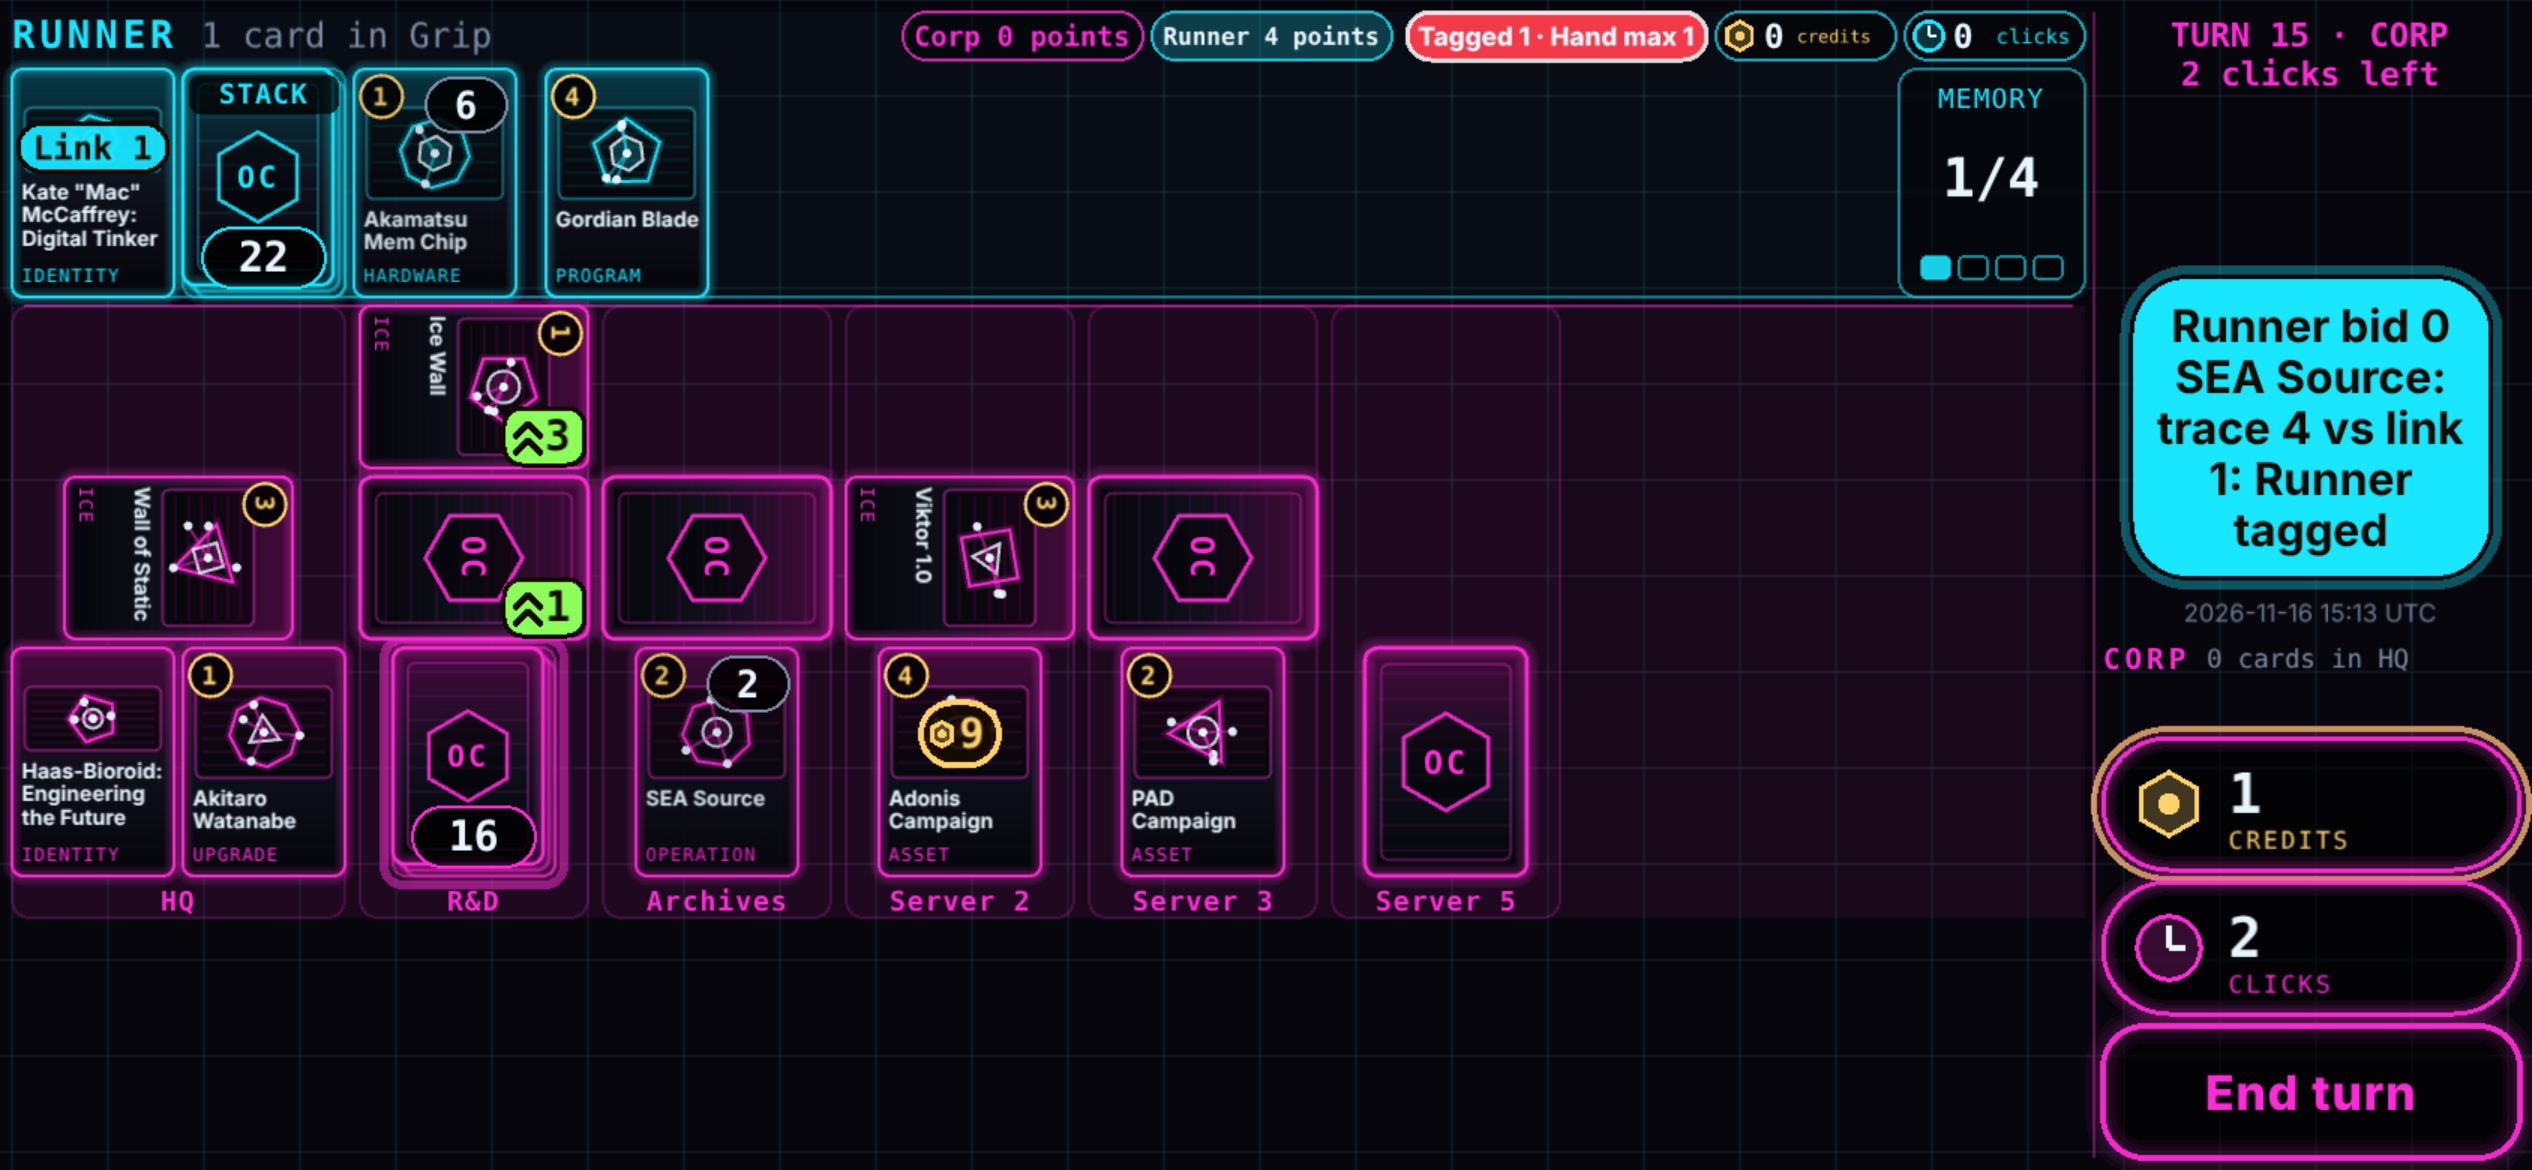 RUNNER 1 card in Grip
Corp 0 points
Runner 4 points
Tagged 1 · Hand max 1
0 credits
0 clicks
TURN 15 · CORP
2 clicks left
Link 1
Kate "Mac"
McCaffrey:
Digital Tinker
IDENTITY
STACK
OC
22
1
6
Akamatsu
Mem Chip
HARDWARE
4
Gordian Blade
PROGRAM
MEMORY
1/4
ICE
Ice Wall
1
3
ICE
Wall of Static
3
OC
1
OC
ICE
Viktor 1.0
3
OC
Haas-Bioroid:
Engineering
the Future
IDENTITY
1
Akitaro
Watanabe
UPGRADE
HQ
OC
16
R&D
2
2
SEA Source
OPERATION
Archives
4
9
Adonis
Campaign
ASSET
Server 2
2
PAD
Campaign
ASSET
Server 3
OC
Server 5
Runner bid 0
SEA Source:
trace 4 vs link
1: Runner
tagged
2026-11-16 15:13 UTC
CORP 0 cards in HQ
1
CREDITS
2
CLICKS
End turn